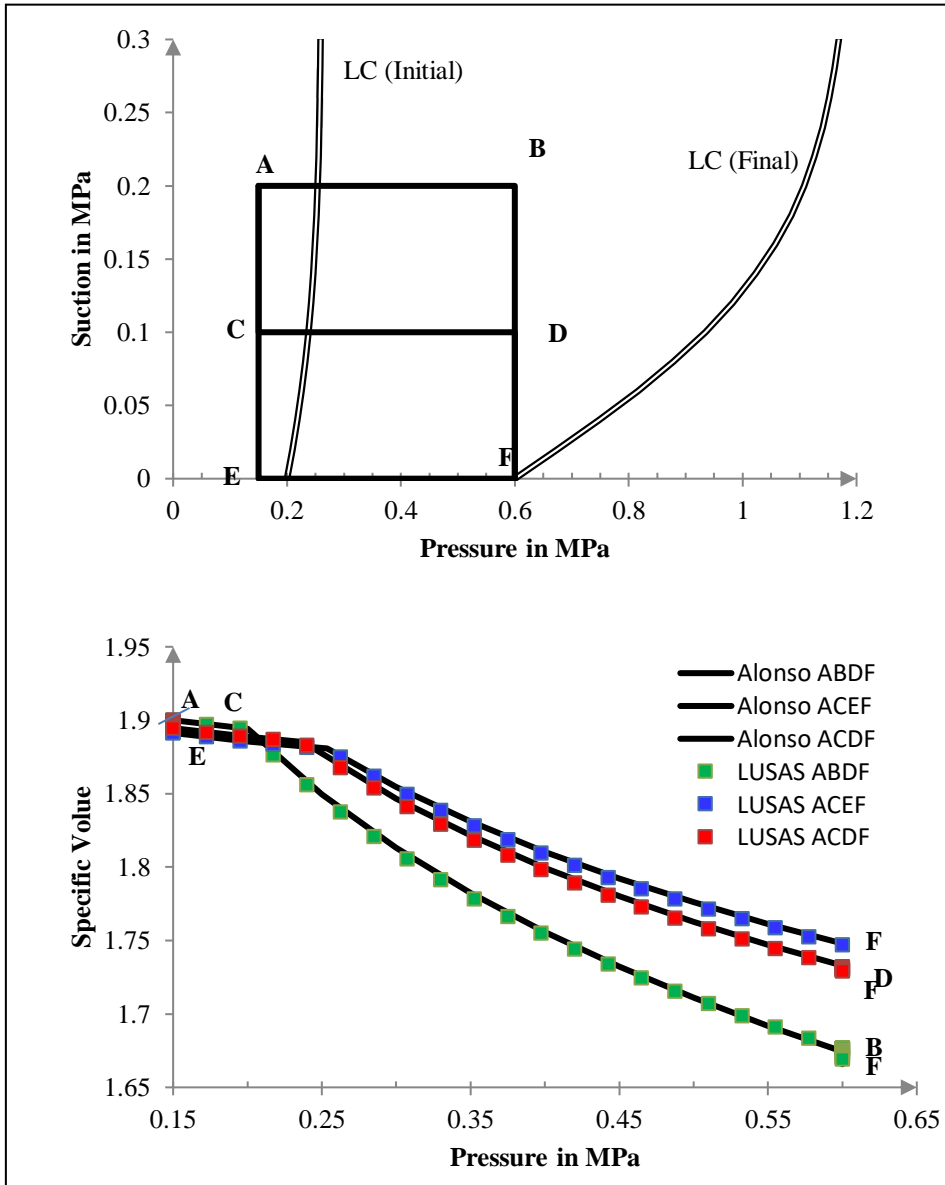 0.3
LC (Initial)
0.25
B
A
LC (Final)
0.2
Suction in MPa
0.15
C
D
0.1
0.05
F
E
0
0
0.2
0.4
0.6
0.8
1
1.2
Pressure in MPa
1.95
A
C
Alonso ABDF
1.9
Alonso ACEF
E
Alonso ACDF
LUSAS ABDF
1.85
LUSAS ACEF
LUSAS ACDF
1.8
Specific Volue
1.75
F
D
F
1.7
B
F
1.65
0.15
0.25
0.35
0.45
0.55
0.65
Pressure in MPa